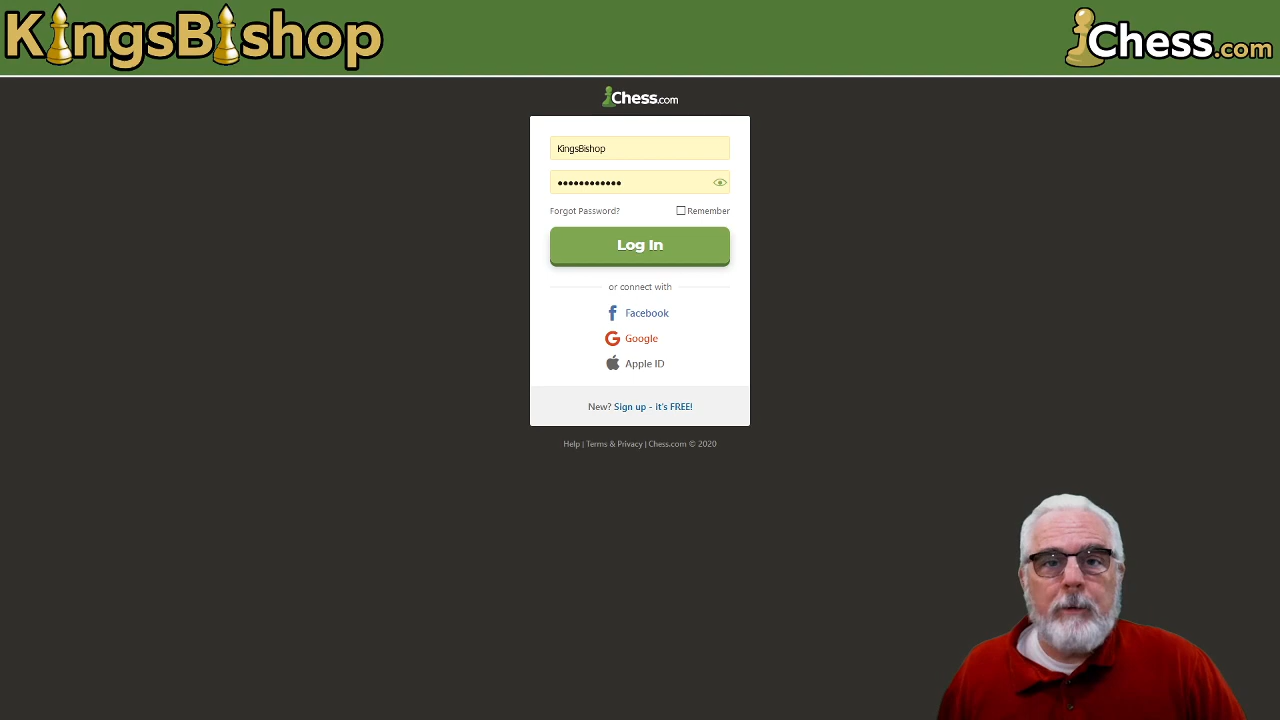 KingsBishop
Chess.com
Chess.com
KingsBishop
••••••••••••
Forgot Password?
Remember
Log In
or connect with
Facebook
Google
Apple ID
New? Sign up - it's FREE!
Help | Terms & Privacy | Chess.com © 2020